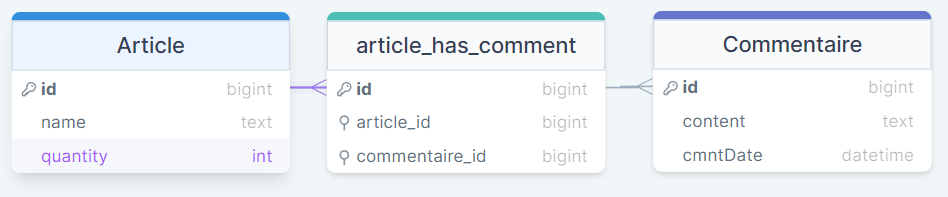 Article
id bigint
name text
quantity int
article_has_comment
id bigint
article_id bigint
commentaire_id bigint
Commentaire
id bigint
content text
cmntDate datetime